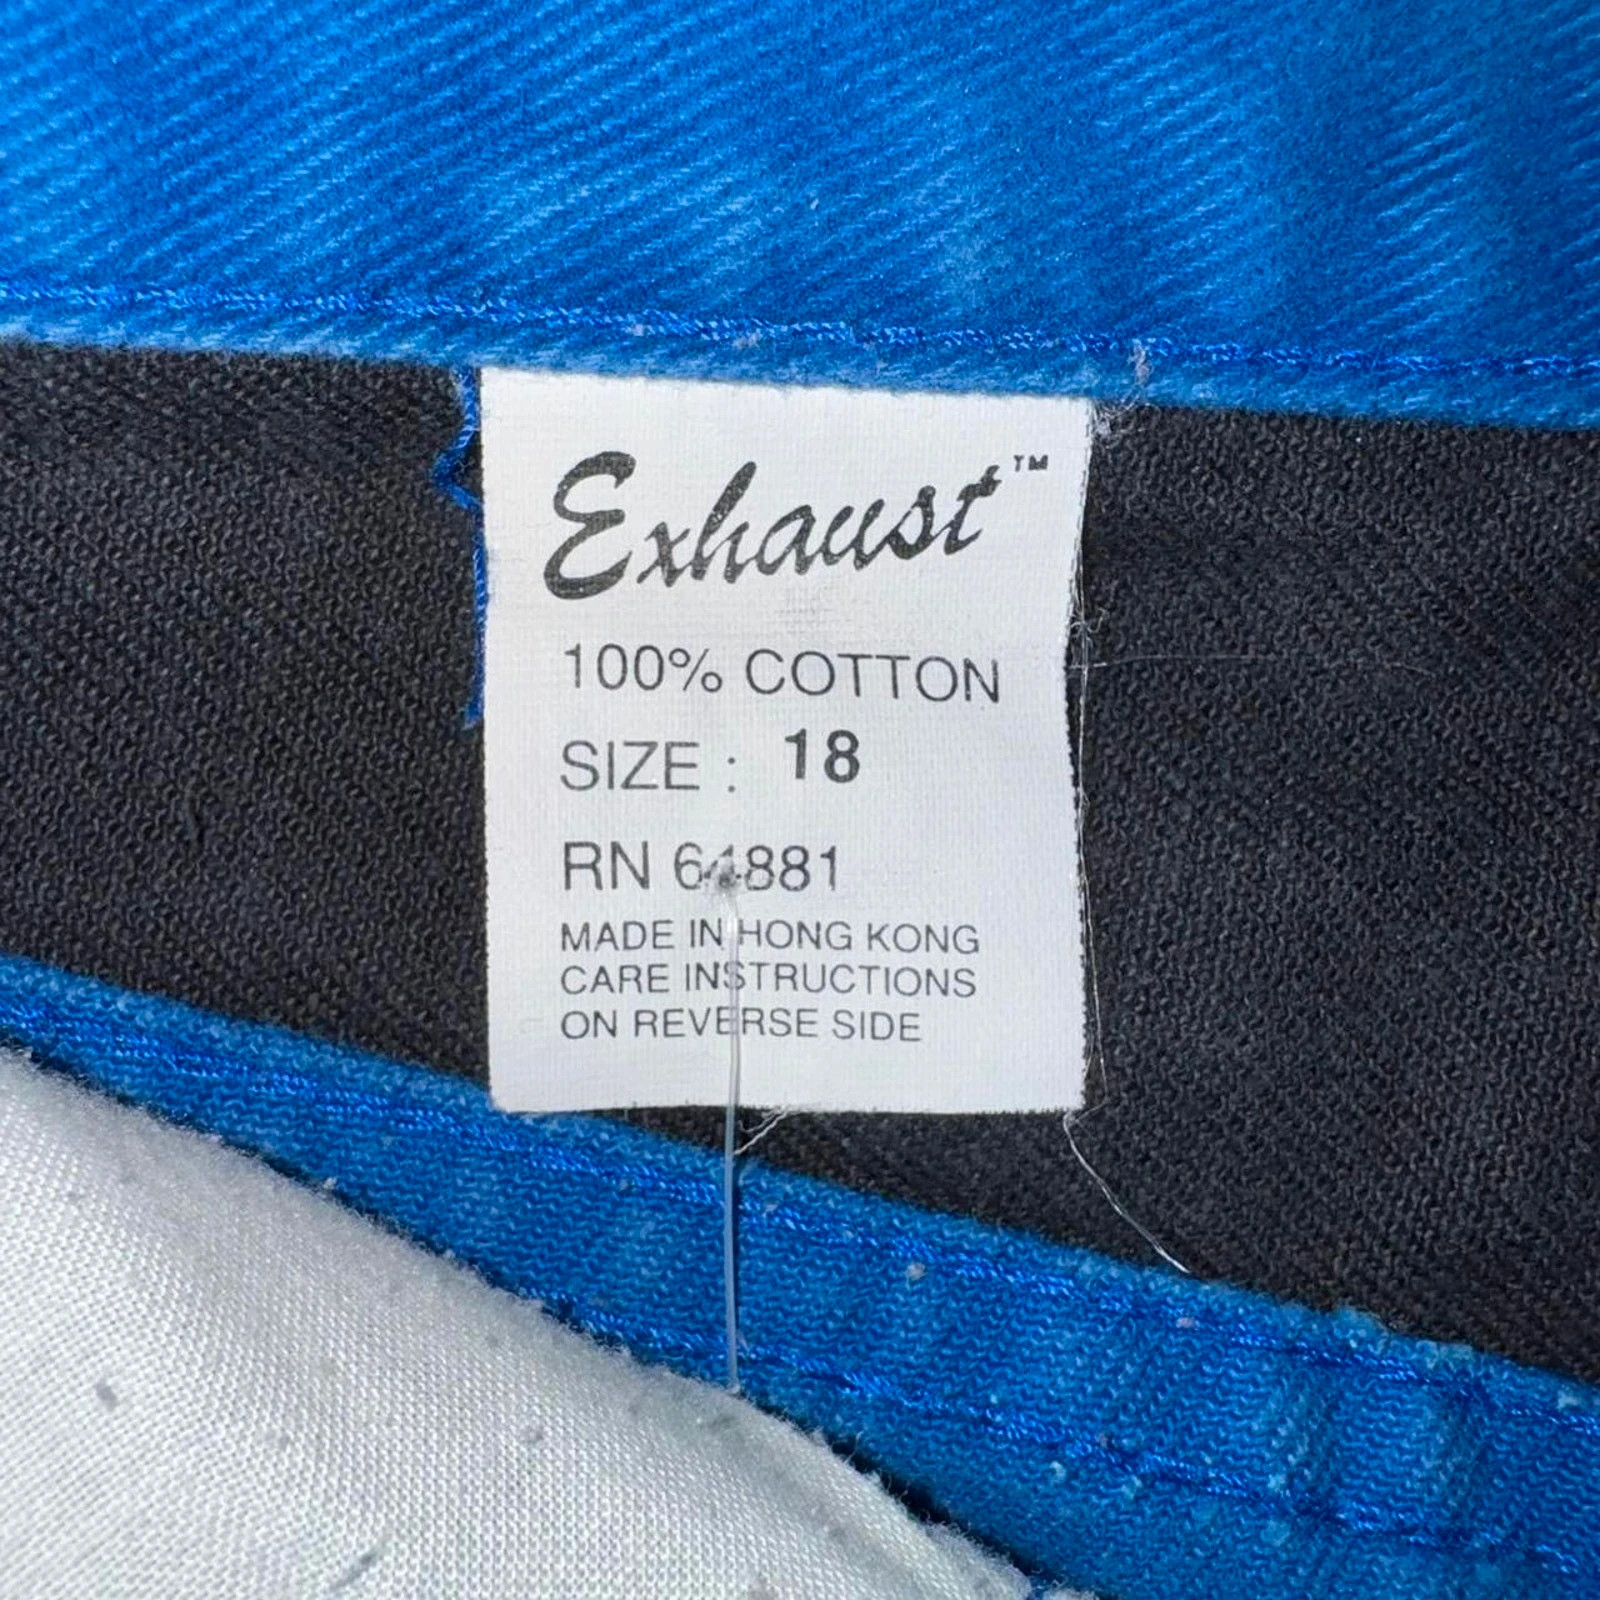 Exhaust™
100% COTTON
SIZE : 18
RN 64881
MADE IN HONG KONG
CARE INSTRUCTIONS
ON REVERSE SIDE